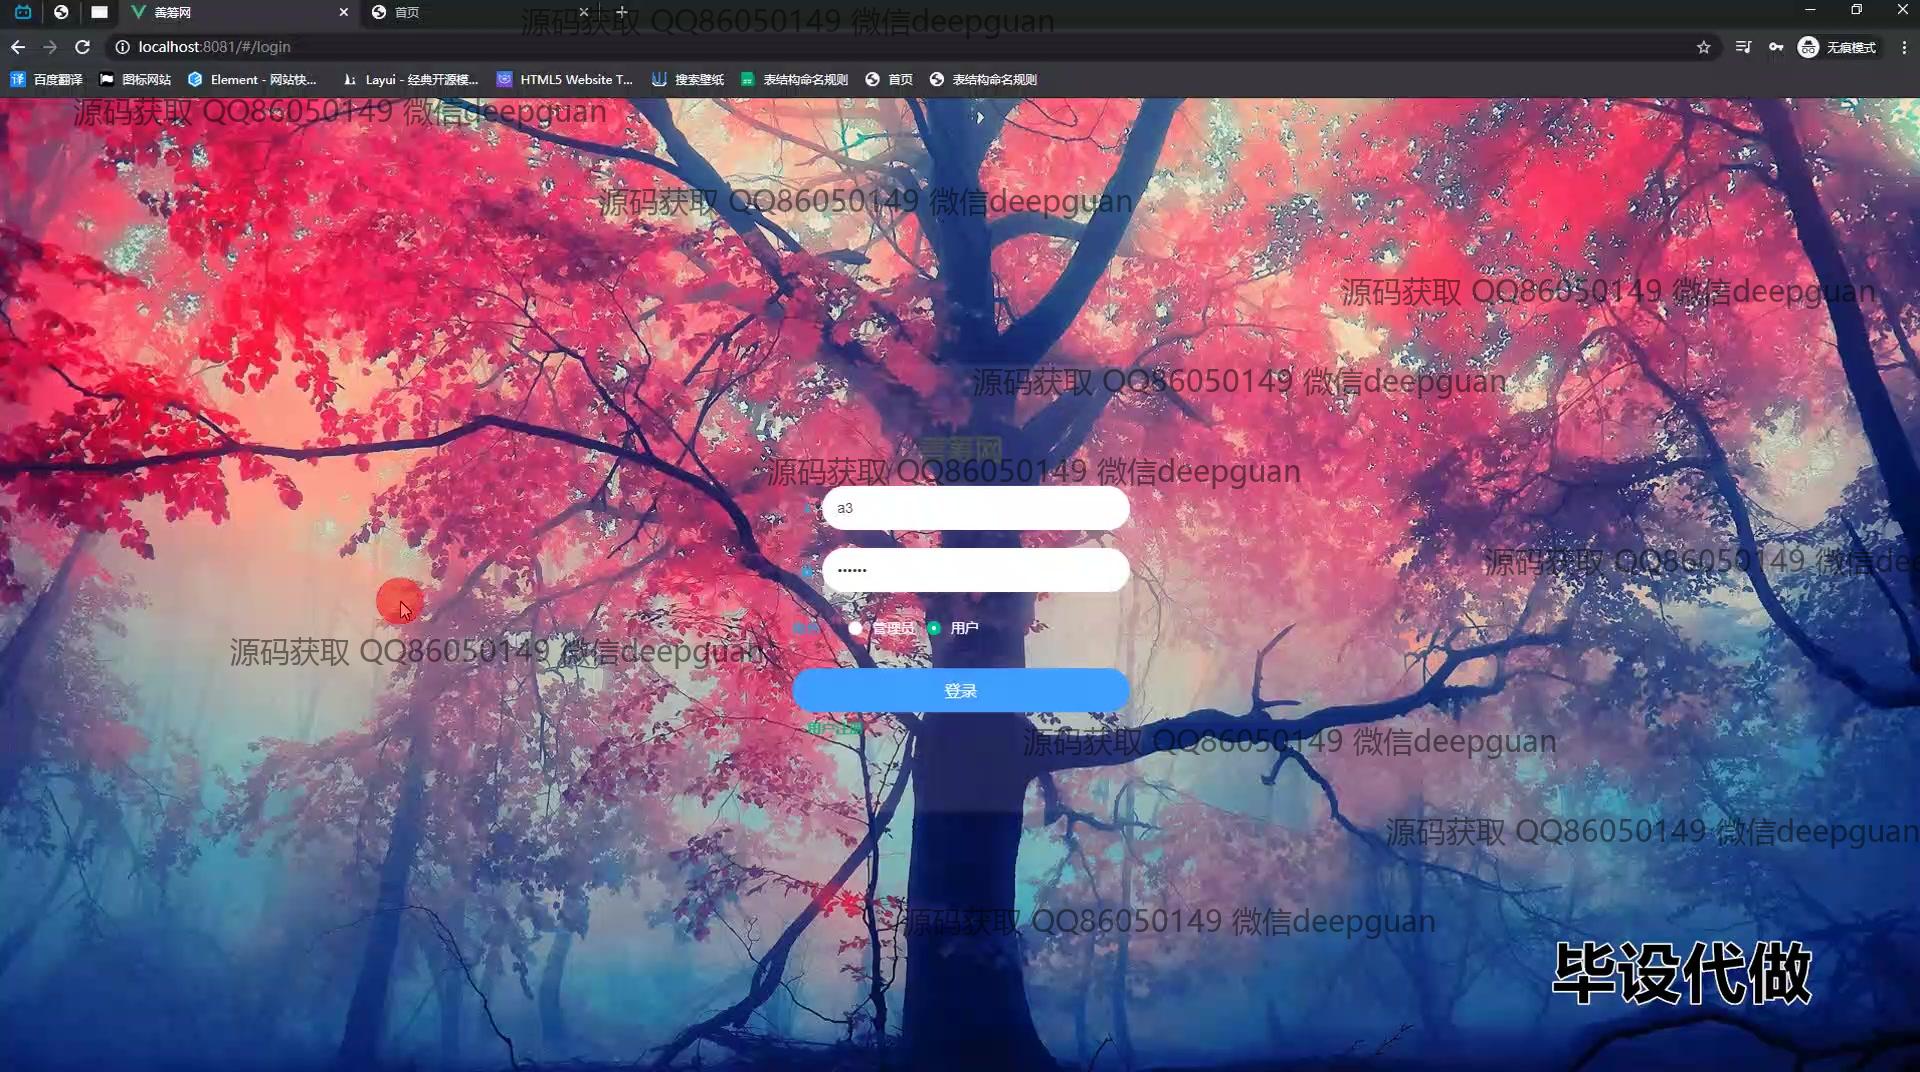 善筹网
首页
源码获取 QQ86050149 微信deepguan
localhost:8081/#/login
无痕模式
百度翻译
图标网站
Element - 网站快...
Layui - 经典开源模...
HTML5 Website T...
搜索壁纸
表结构命名规则
首页
表结构命名规则
源码获取 QQ86050149 微信deepguan
源码获取 QQ86050149 微信deepguan
源码获取 QQ86050149 微信deepguan
源码获取 QQ86050149 微信deepguan
善筹网
源码获取 QQ86050149 微信deepguan
a3
源码获取 QQ86050149 微信dee
管理员
用户
源码获取 QQ86050149 微信deepguan
登录
用户注册
源码获取 QQ86050149 微信deepguan
源码获取 QQ86050149 微信deepguan
源码获取 QQ86050149 微信deepguan
毕设代做